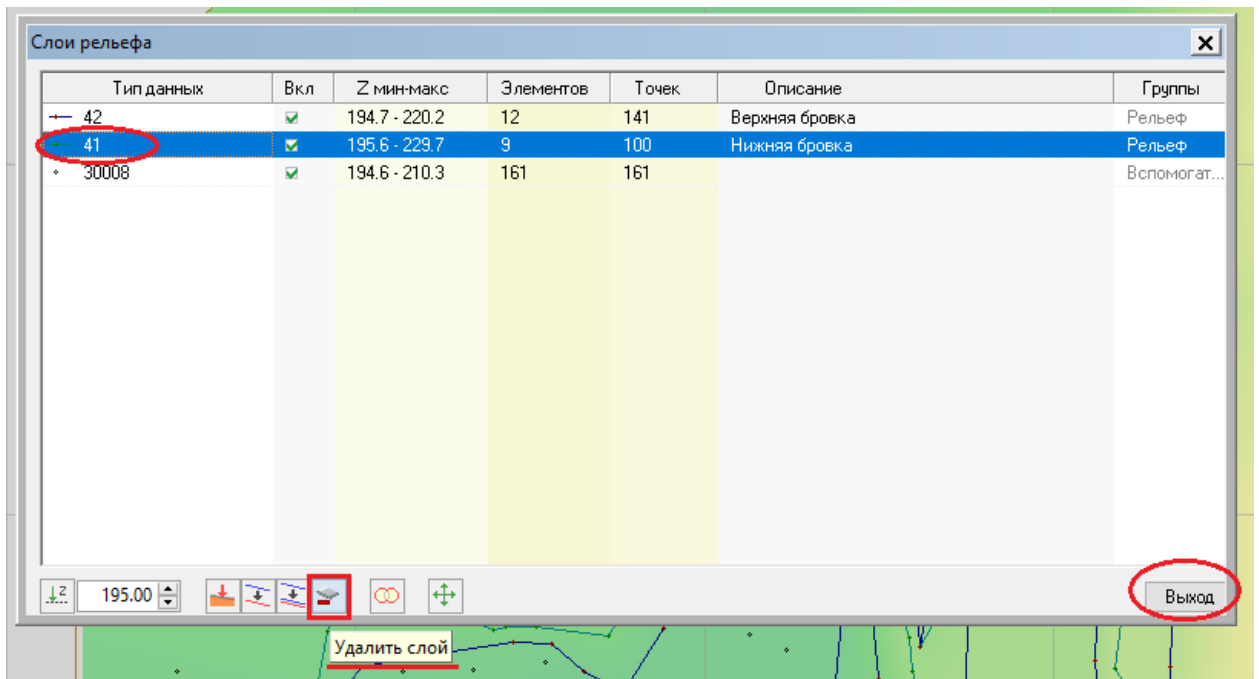 Слои рельефа
Тип данных Вкл Z мин-макс Элементов Точек Описание Группы
42 194.7 - 220.2 12 141 Верхняя бровка Рельеф
41 195.6 - 229.7 9 100 Нижняя бровка Рельеф
30008 194.6 - 210.3 161 161 Вспомогат...
Z 195.00 Выход
Удалить слой